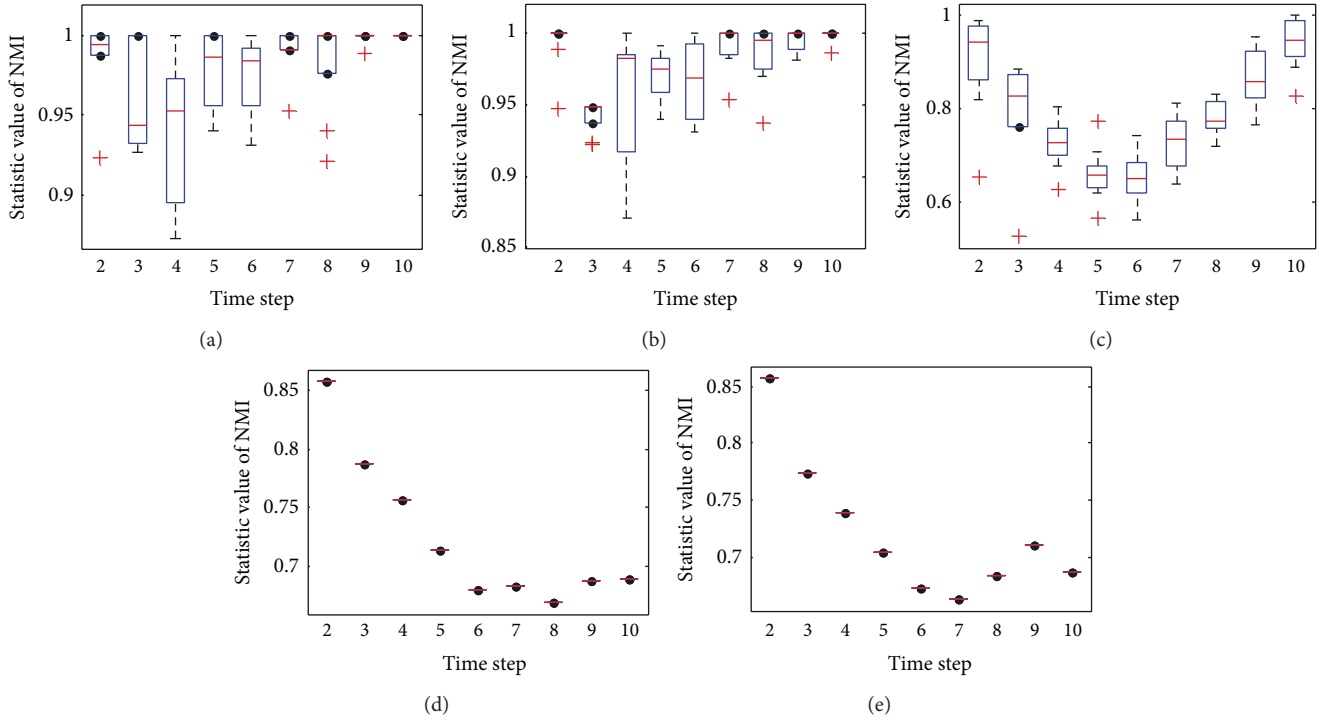 Statistic value of NMI
1
0.95
0.9
2 3 4 5 6 7 8 9 10
Time step
(a)
Statistic value of NMI
1
0.95
0.9
0.85
2 3 4 5 6 7 8 9 10
Time step
(b)
Statistic value of NMI
1
0.8
0.6
2 3 4 5 6 7 8 9 10
Time step
(c)
Statistic value of NMI
0.85
0.8
0.75
0.7
2 3 4 5 6 7 8 9 10
Time step
(d)
Statistic value of NMI
0.85
0.8
0.75
0.7
2 3 4 5 6 7 8 9 10
Time step
(e)